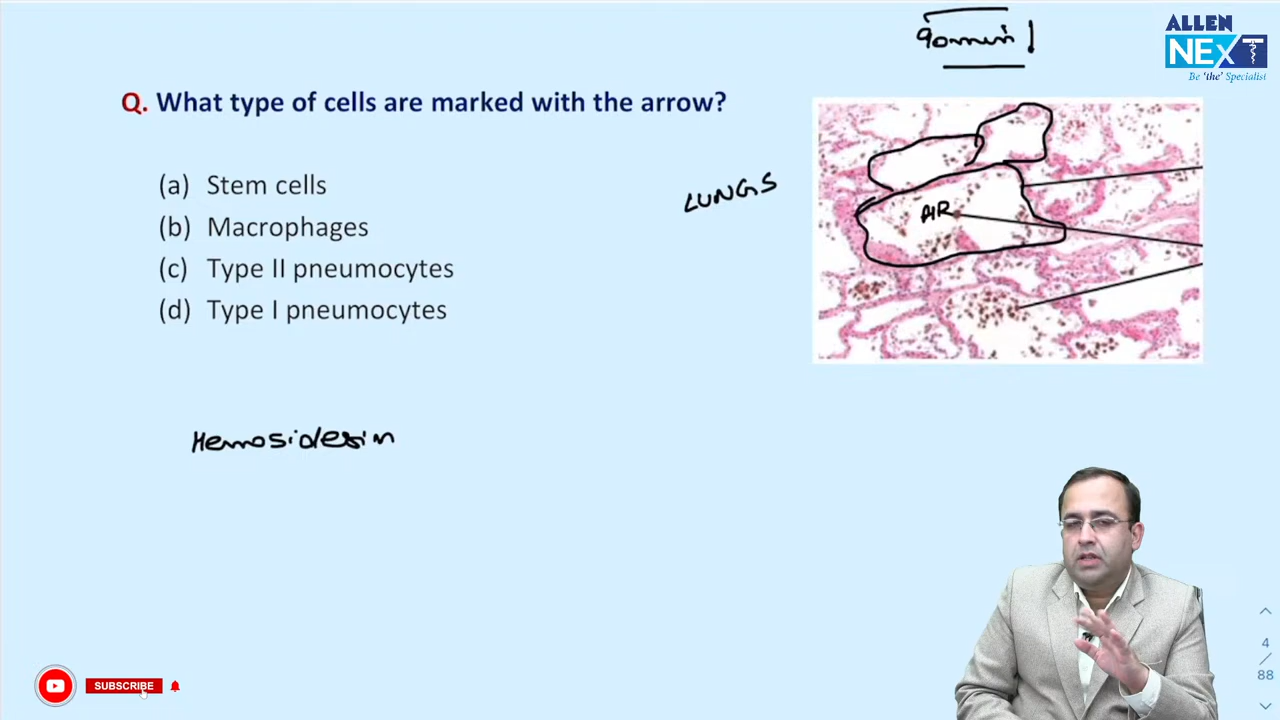 90min !
ALLEN
NEXT
Be 'the' Specialist
Q. What type of cells are marked with the arrow?
(a) Stem cells
(b) Macrophages
(c) Type II pneumocytes
(d) Type I pneumocytes
LUNGS
AIR
Hemosiderin
SUBSCRIBE
4
/
88